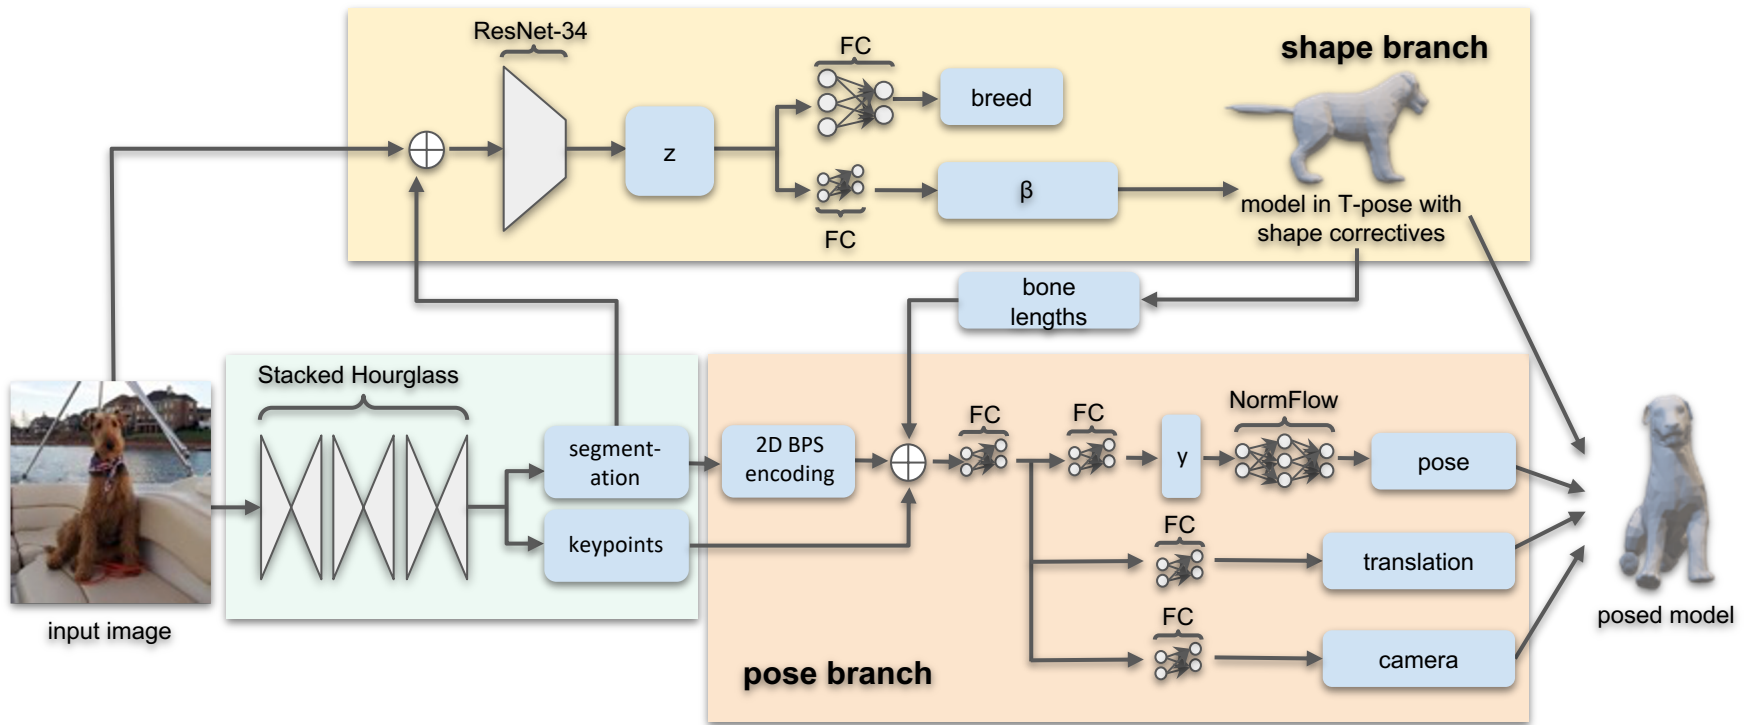 ResNet-34
FC
shape branch
breed
z
β
FC
model in T-pose with
shape correctives
bone
lengths
Stacked Hourglass
segment-
ation
keypoints
2D BPS
encoding
FC
FC
y
NormFlow
pose
FC
translation
FC
camera
pose branch
input image
posed model